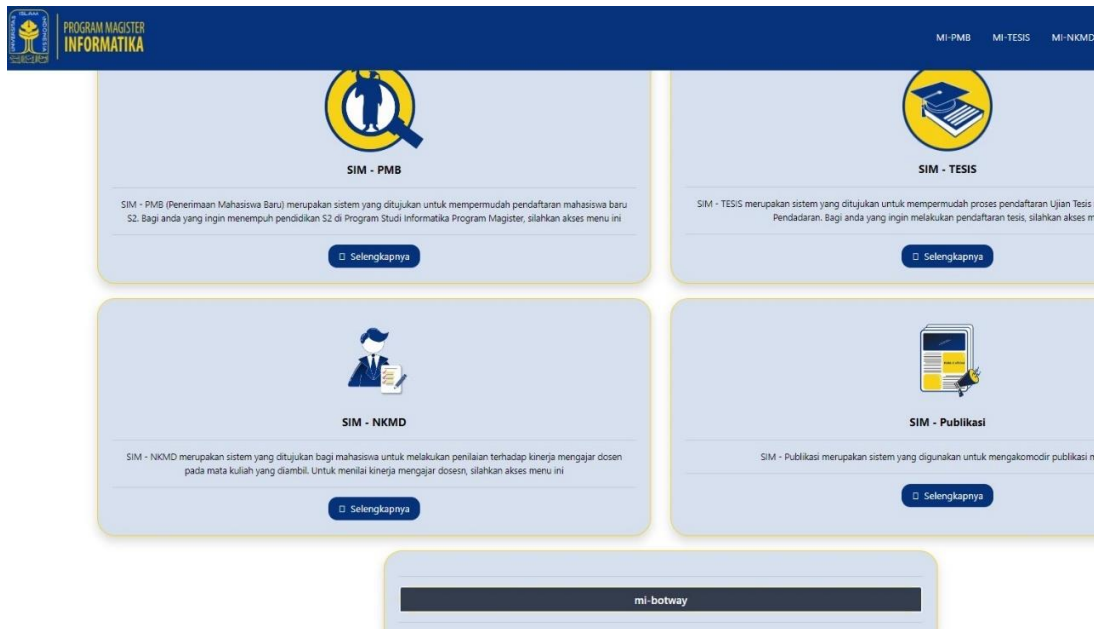 PROGRAM MAGISTER
INFORMATIKA
MI-PMB MI-TESIS MI-NKMD
SIM - PMB
SIM - PMB (Penerimaan Mahasiswa Baru) merupakan sistem yang ditujukan untuk mempermudah pendaftaran mahasiswa baru
S2. Bagi anda yang ingin menempuh pendidikan S2 di Program Studi Informatika Program Magister, silahkan akses menu ini
Selengkapnya
SIM - TESIS
SIM - TESIS merupakan sistem yang ditujukan untuk mempermudah proses pendaftaran Ujian Tesis
Pendadaran. Bagi anda yang ingin melakukan pendaftaran tesis, silahkan akses m
Selengkapnya
SIM - NKMD
SIM - NKMD merupakan sistem yang ditujukan bagi mahasiswa untuk melakukan penilaian terhadap kinerja mengajar dosen
pada mata kuliah yang diambil. Untuk menilai kinerja mengajar dosesn, silahkan akses menu ini
Selengkapnya
SIM - Publikasi
SIM - Publikasi merupakan sistem yang digunakan untuk mengakomodir publikasi m
Selengkapnya
mi-botway